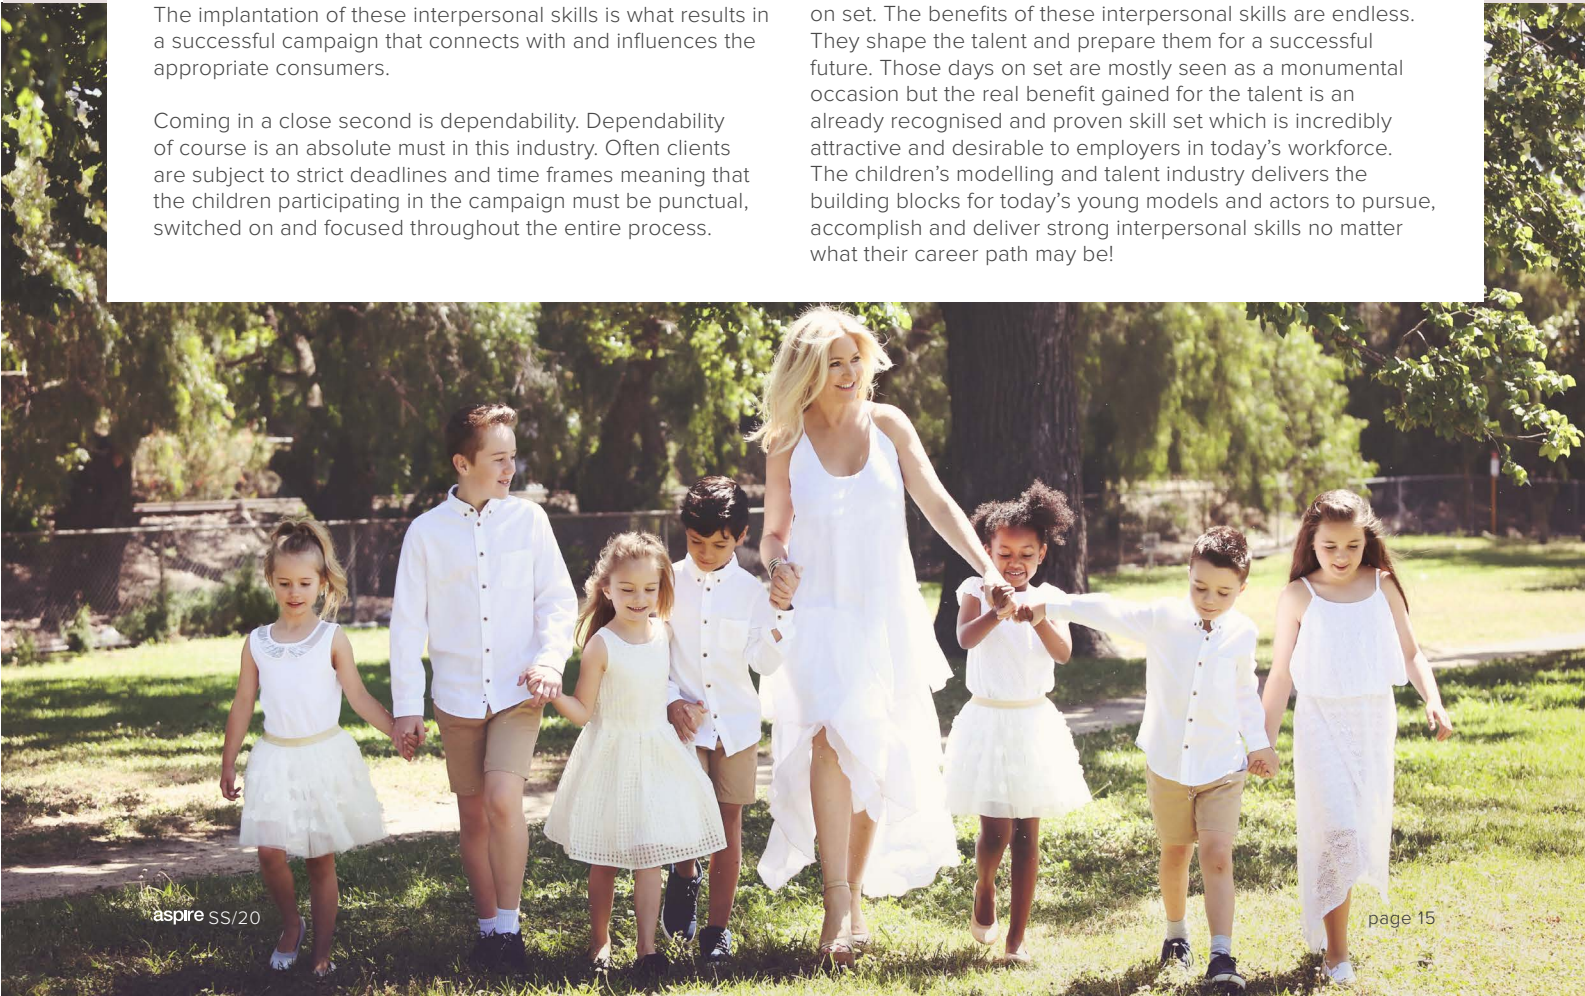 The implantation of these interpersonal skills is what results in
a successful campaign that connects with and influences the
appropriate consumers.
Coming in a close second is dependability. Dependability
of course is an absolute must in this industry. Often clients
are subject to strict deadlines and time frames meaning that
the children participating in the campaign must be punctual,
switched on and focused throughout the entire process.
on set. The benefits of these interpersonal skills are endless.
They shape the talent and prepare them for a successful
future. Those days on set are mostly seen as a monumental
occasion but the real benefit gained for the talent is an
already recognised and proven skill set which is incredibly
attractive and desirable to employers in today’s workforce.
The children’s modelling and talent industry delivers the
building blocks for today’s young models and actors to pursue,
accomplish and deliver strong interpersonal skills no matter
what their career path may be!
aspire SS/20
page 15